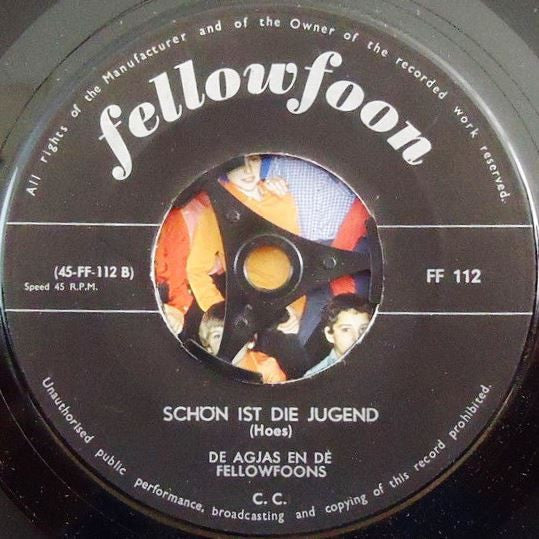 All rights of the Manufacturer and of the Owner of the recorded work reserved.
fellowfoon
(45-FF-112 B)
Speed 45 R.P.M.
FF 112
SCHÖN IST DIE JUGEND
(Hoes)
DE AGJAS EN DÉ
FELLOWFOONS
C. C.
Unauthorised public performance, broadcasting and copying of this record prohibited.